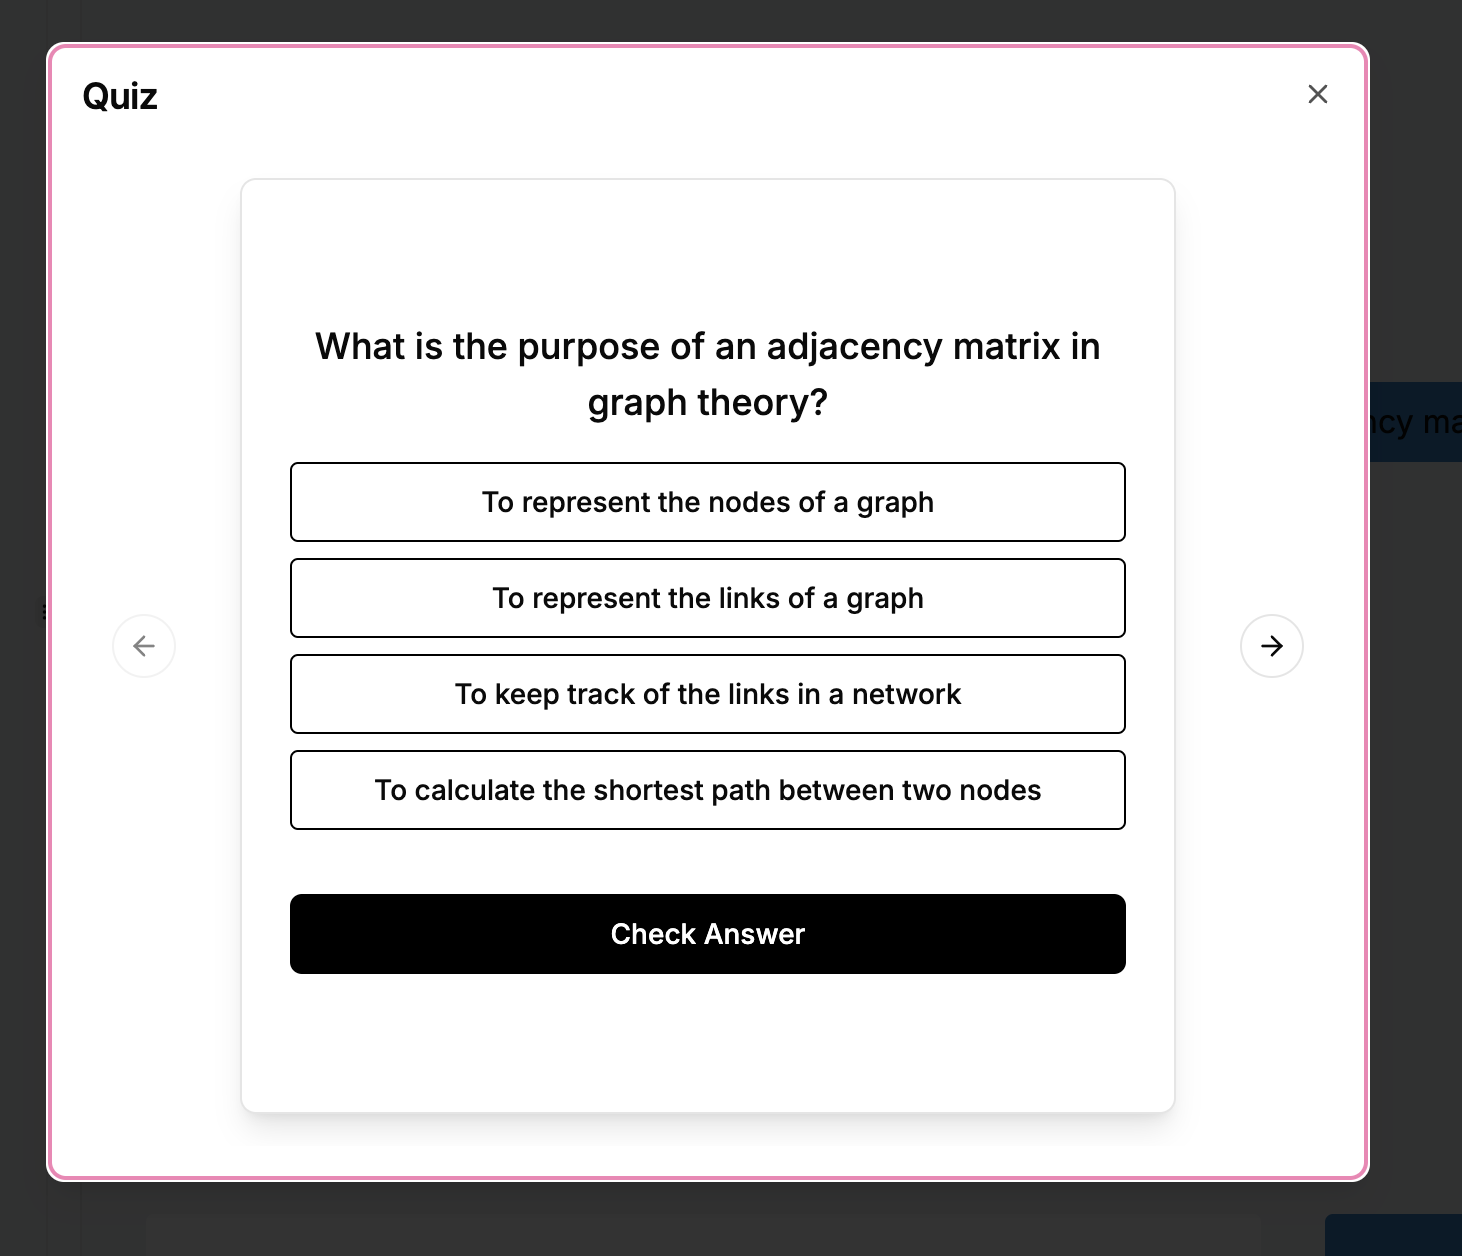 Quiz
What is the purpose of an adjacency matrix in
graph theory?
ncy ma
To represent the nodes of a graph
To represent the links of a graph
To keep track of the links in a network
To calculate the shortest path between two nodes
Check Answer